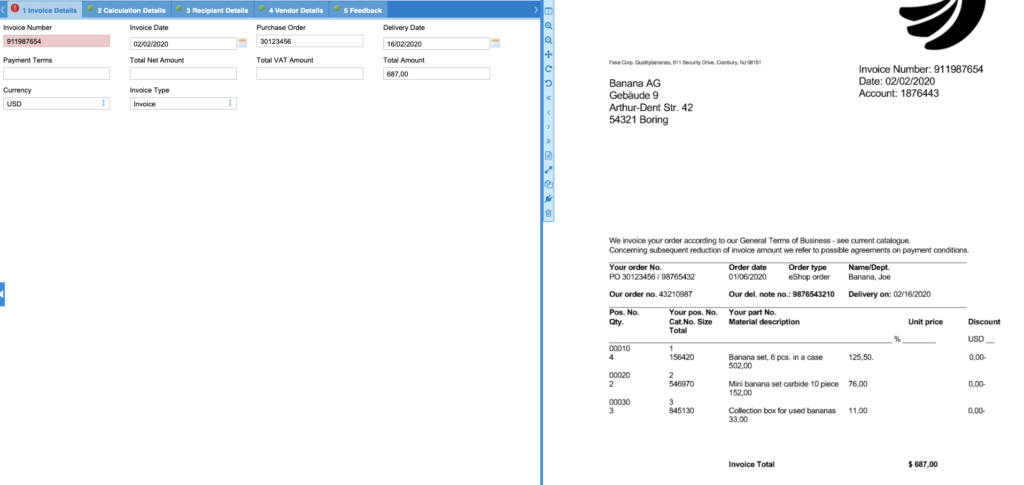 1 Invoice Details
2 Calculation Details
3 Recipient Details
4 Vendor Details
5 Feedback
Invoice Number
Invoice Date
Purchase Order
Delivery Date
911987654
02/02/2020
30123456
16/02/2020
Payment Terms
Total Net Amount
Total VAT Amount
Total Amount
687,00
Currency
Invoice Type
USD
Invoice
Fake Corp. Qualitybananas, 911 Security Drive, Cranbury, NJ 08151
Invoice Number: 911987654
Date: 02/02/2020
Account: 1876443
Banana AG
Gebäude 9
Arthur-Dent Str. 42
54321 Boring
We invoice your order according to our General Terms of Business - see current catalogue.
Concerning subsequent reduction of invoice amount we refer to possible agreements on payment conditions.
Your order No. Order date Order type Name/Dept.
PO 30123456 / 98765432 01/06/2020 eShop order Banana, Joe
Our order no. 43210987 Our del. note no.: 9876543210 Delivery on: 02/16/2020
Pos. No. Your pos. No. Your part No.
Qty. Cat.No. Size Material description Unit price Discount
Total
% USD
00010 1
4 156420 Banana set, 6 pcs. in a case 125,50. 0,00-
502,00
00020 2
2 546970 Mini banana set carbide 10 piece 76,00 0,00-
152,00
00030 3
3 845130 Collection box for used bananas 11,00 0,00-
33,00
Invoice Total $ 687,00